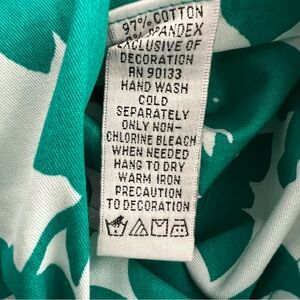 97% COTTON
3% SPANDEX
EXCLUSIVE OF
DECORATION
RN 90133
HAND WASH
COLD
SEPARATELY
ONLY NON-
CHLORINE BLEACH
WHEN NEEDED
HANG TO DRY
WARM IRON
PRECAUTION
TO DECORATION